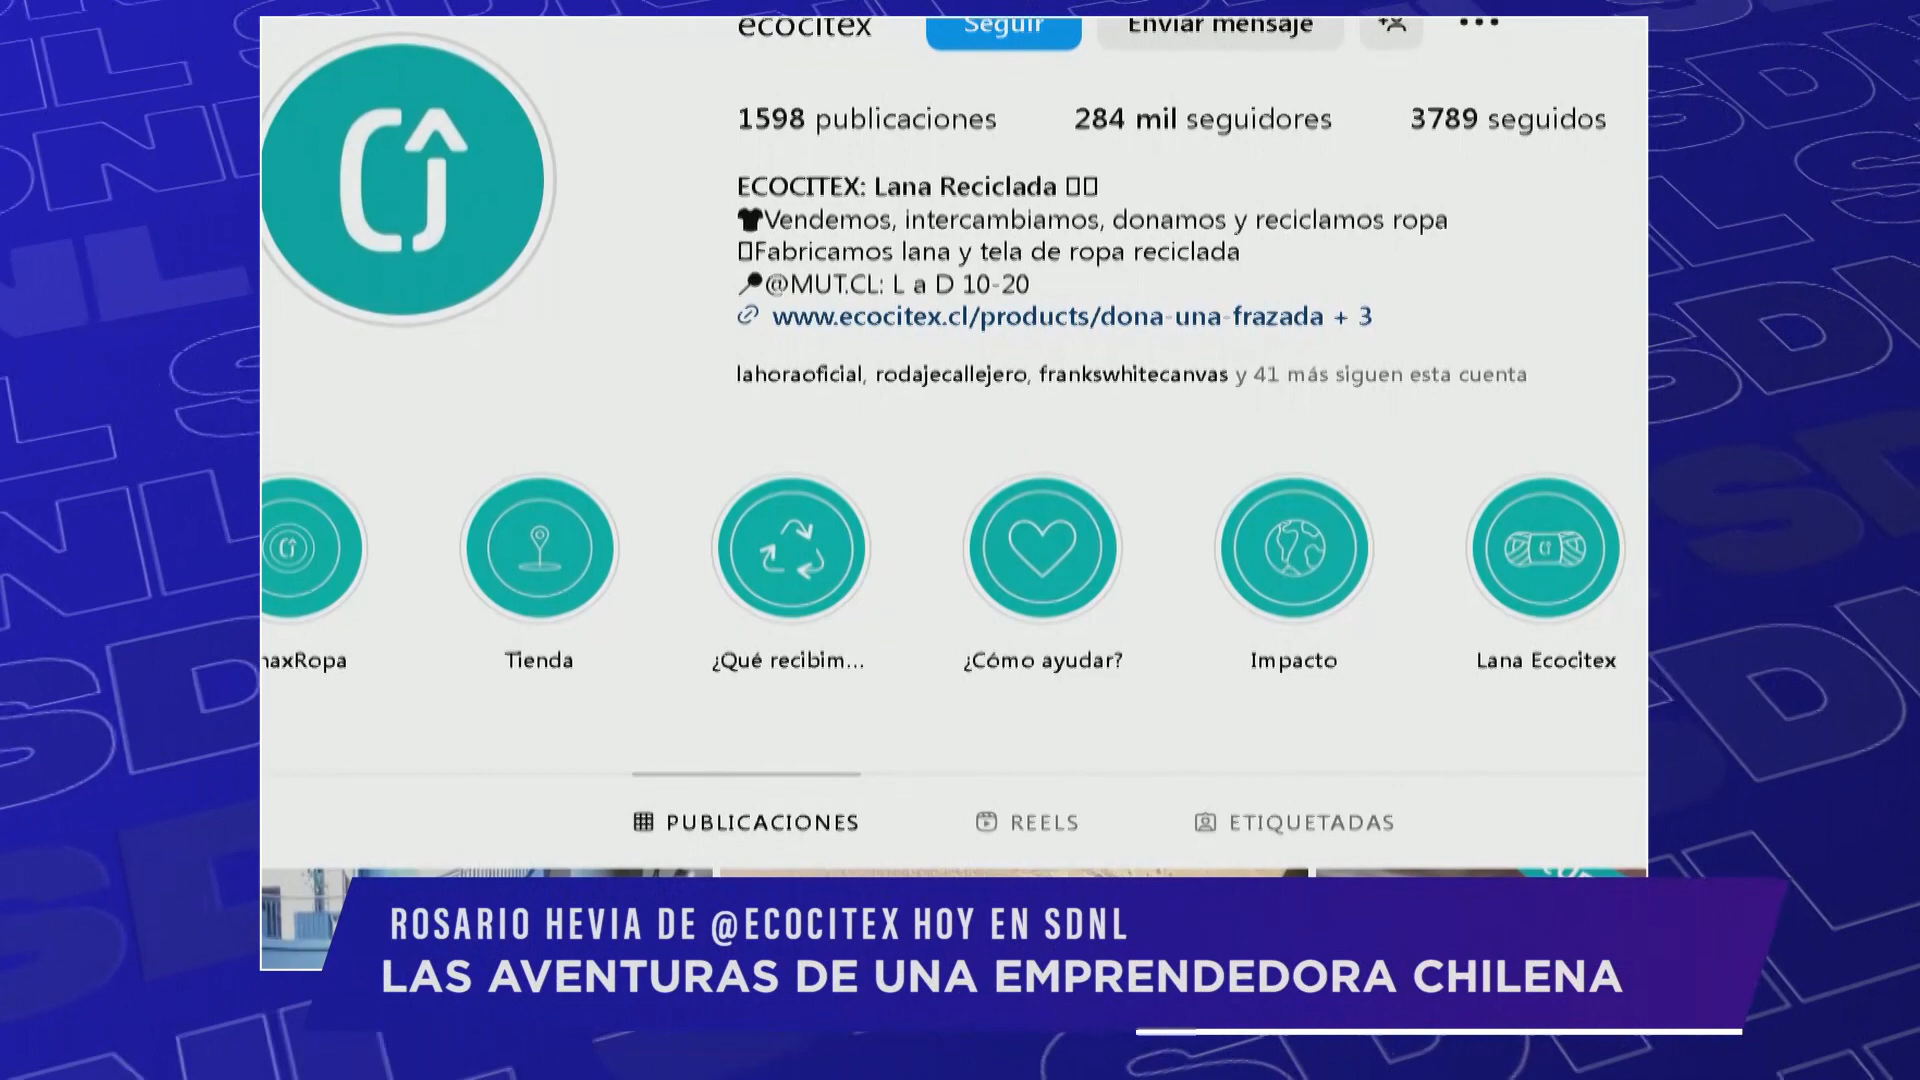 ecocitex Seguir Enviar mensaje
1598 publicaciones 284 mil seguidores 3789 seguidos
ECOCITEX: Lana Reciclada
Vendemos, intercambiamos, donamos y reciclamos ropa
Fabricamos lana y tela de ropa reciclada
@MUT.CL: L a D 10-20
www.ecocitex.cl/products/dona-una-frazada + 3
lahoraoficial, rodajecallejero, frankswhitecanvas y 41 más siguen esta cuenta
naxRopa Tienda ¿Qué recibim... ¿Cómo ayudar? Impacto Lana Ecocitex
PUBLICACIONES REELS ETIQUETADAS
ROSARIO HEVIA DE @ECOCITEX HOY EN SDNL
LAS AVENTURAS DE UNA EMPRENDEDORA CHILENA